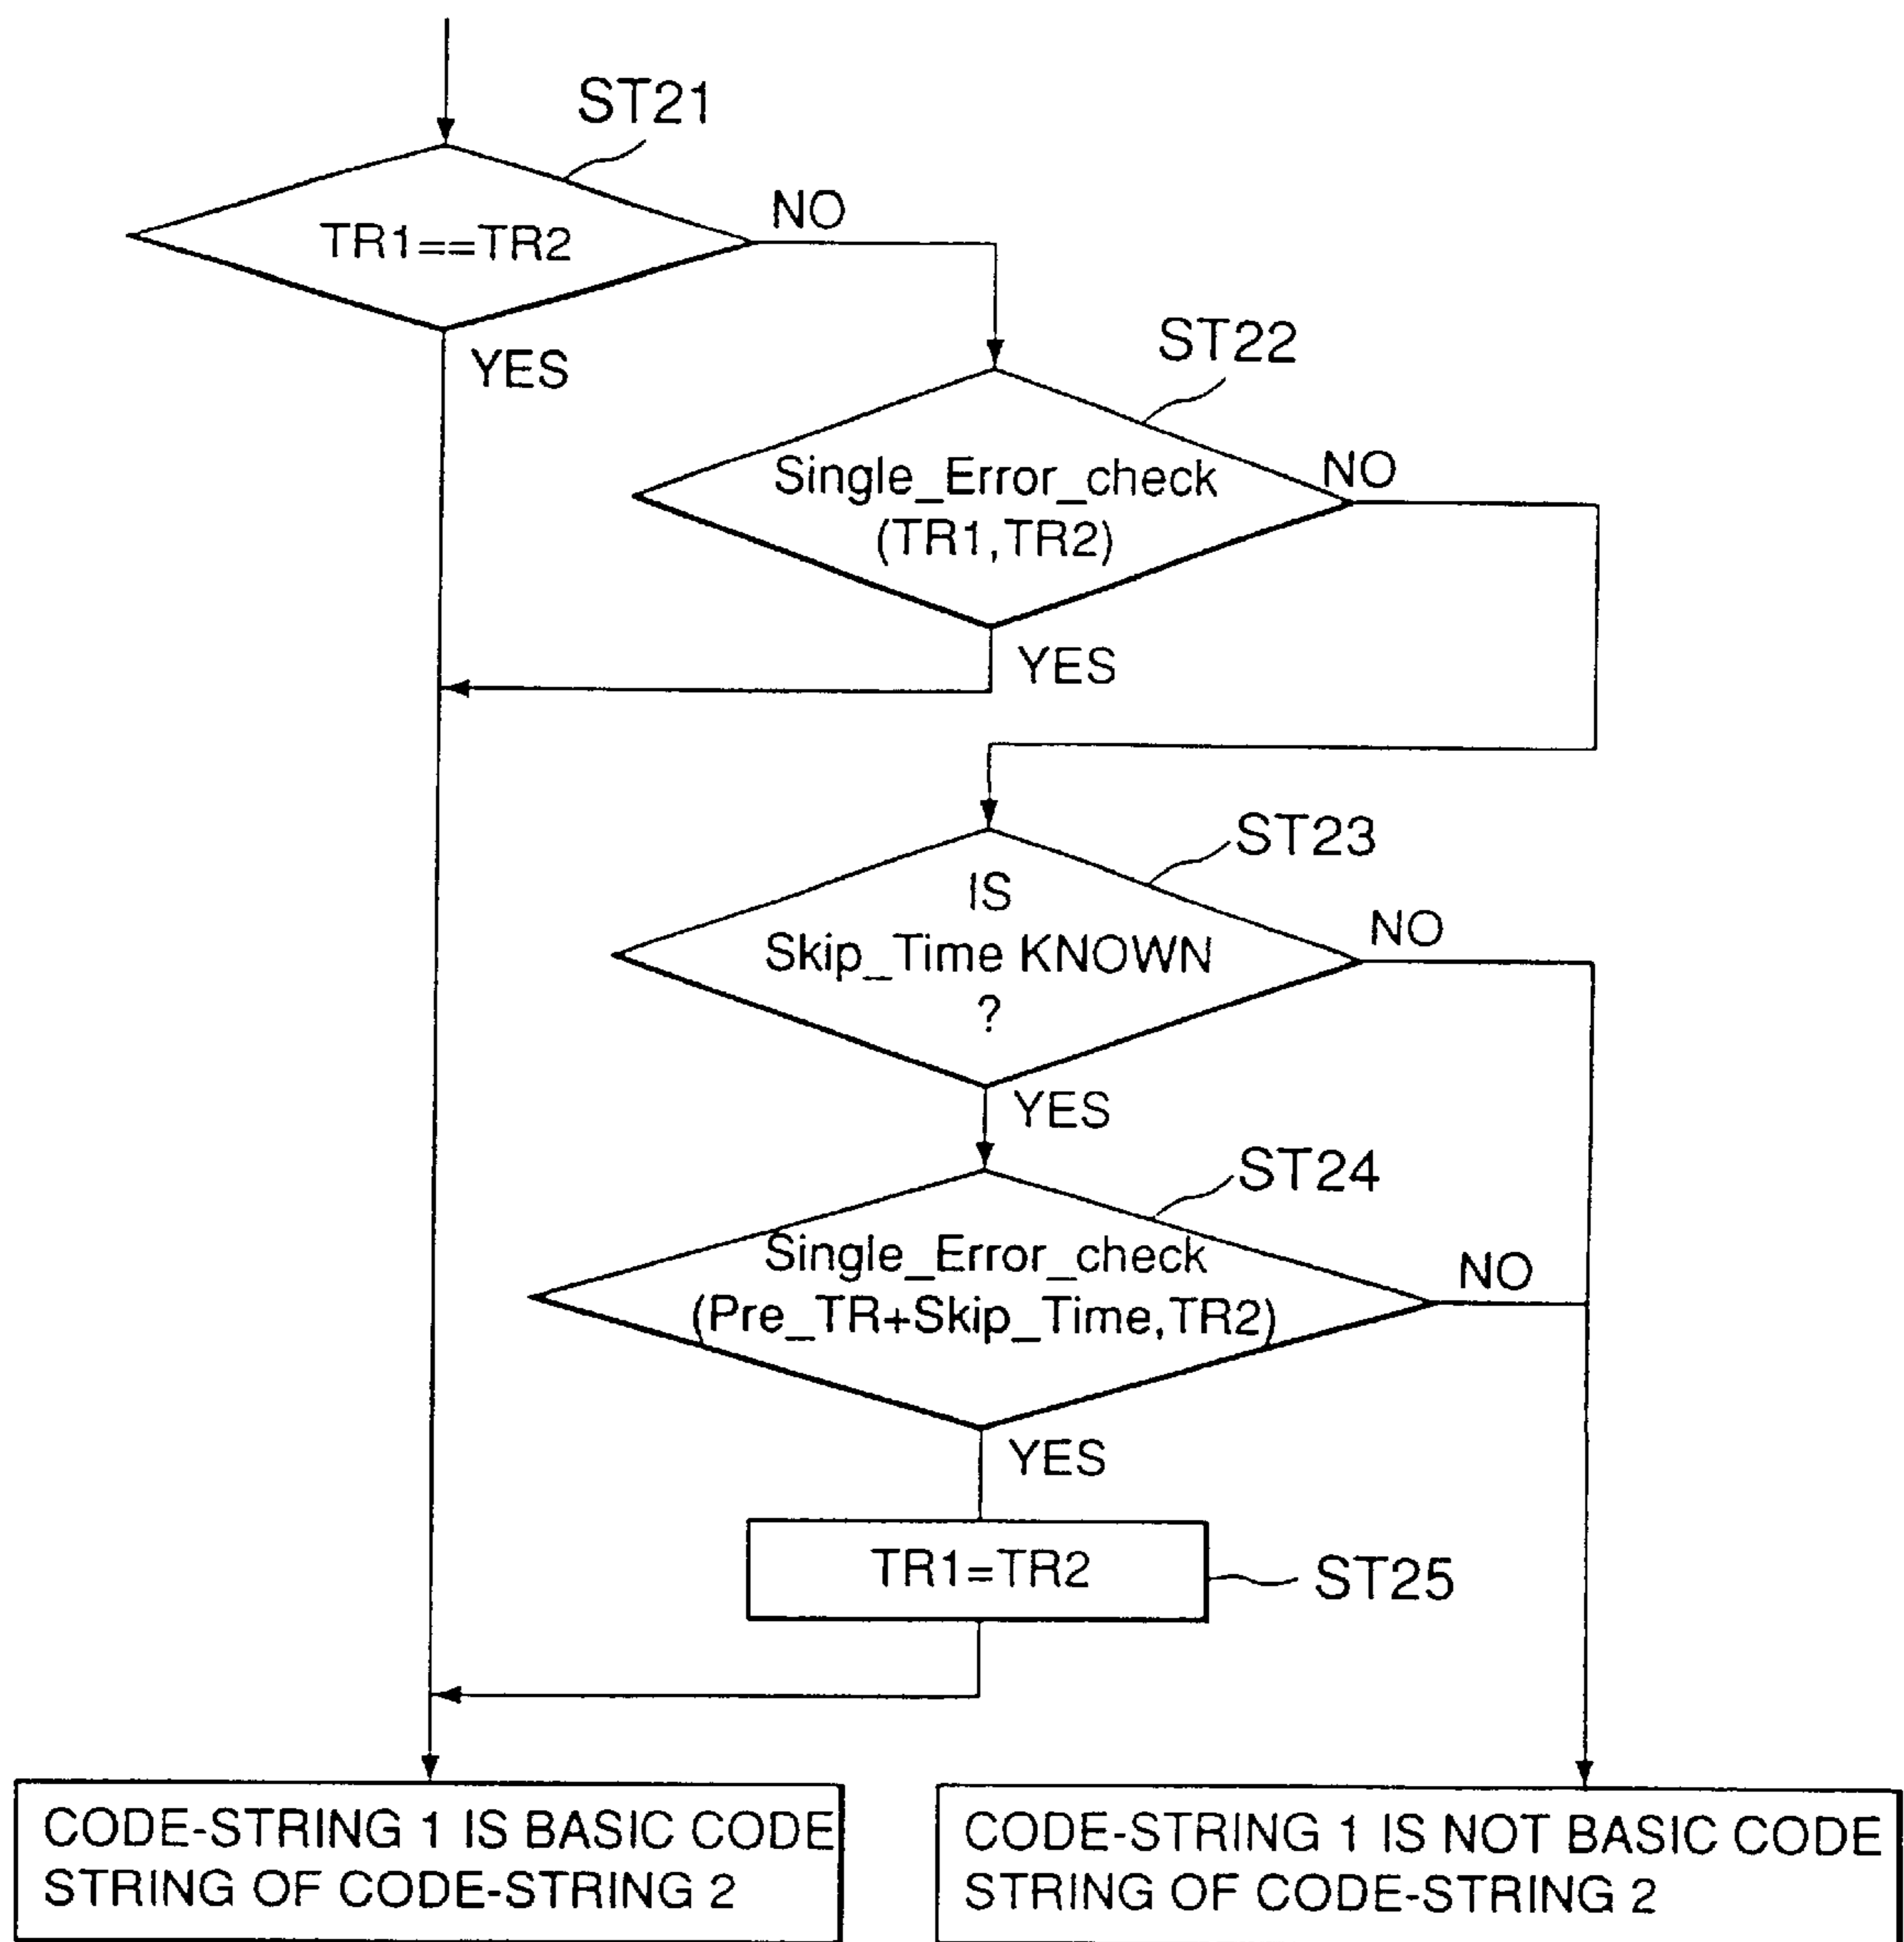 ST21
TR1==TR2
NO
YES
ST22
Single_Error_check
(TR1,TR2)
NO
YES
ST23
IS
Skip_Time KNOWN
?
NO
YES
ST24
Single_Error_check
(Pre_TR+Skip_Time,TR2)
NO
YES
TR1=TR2
ST25
CODE-STRING 1 IS BASIC CODE
STRING OF CODE-STRING 2
CODE-STRING 1 IS NOT BASIC CODE
STRING OF CODE-STRING 2